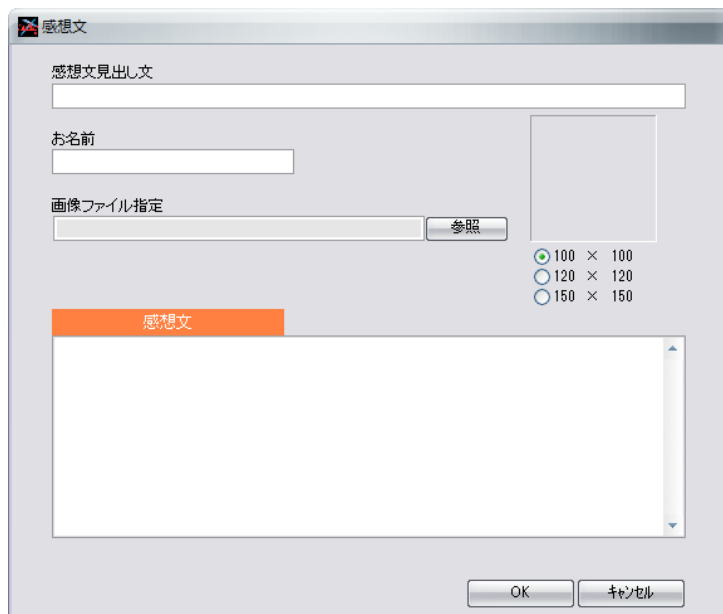 感想文
感想文見出し文
お名前
画像ファイル指定
参照
100 × 100
120 × 120
150 × 150
感想文
OK
ｷｬﾝｾﾙ